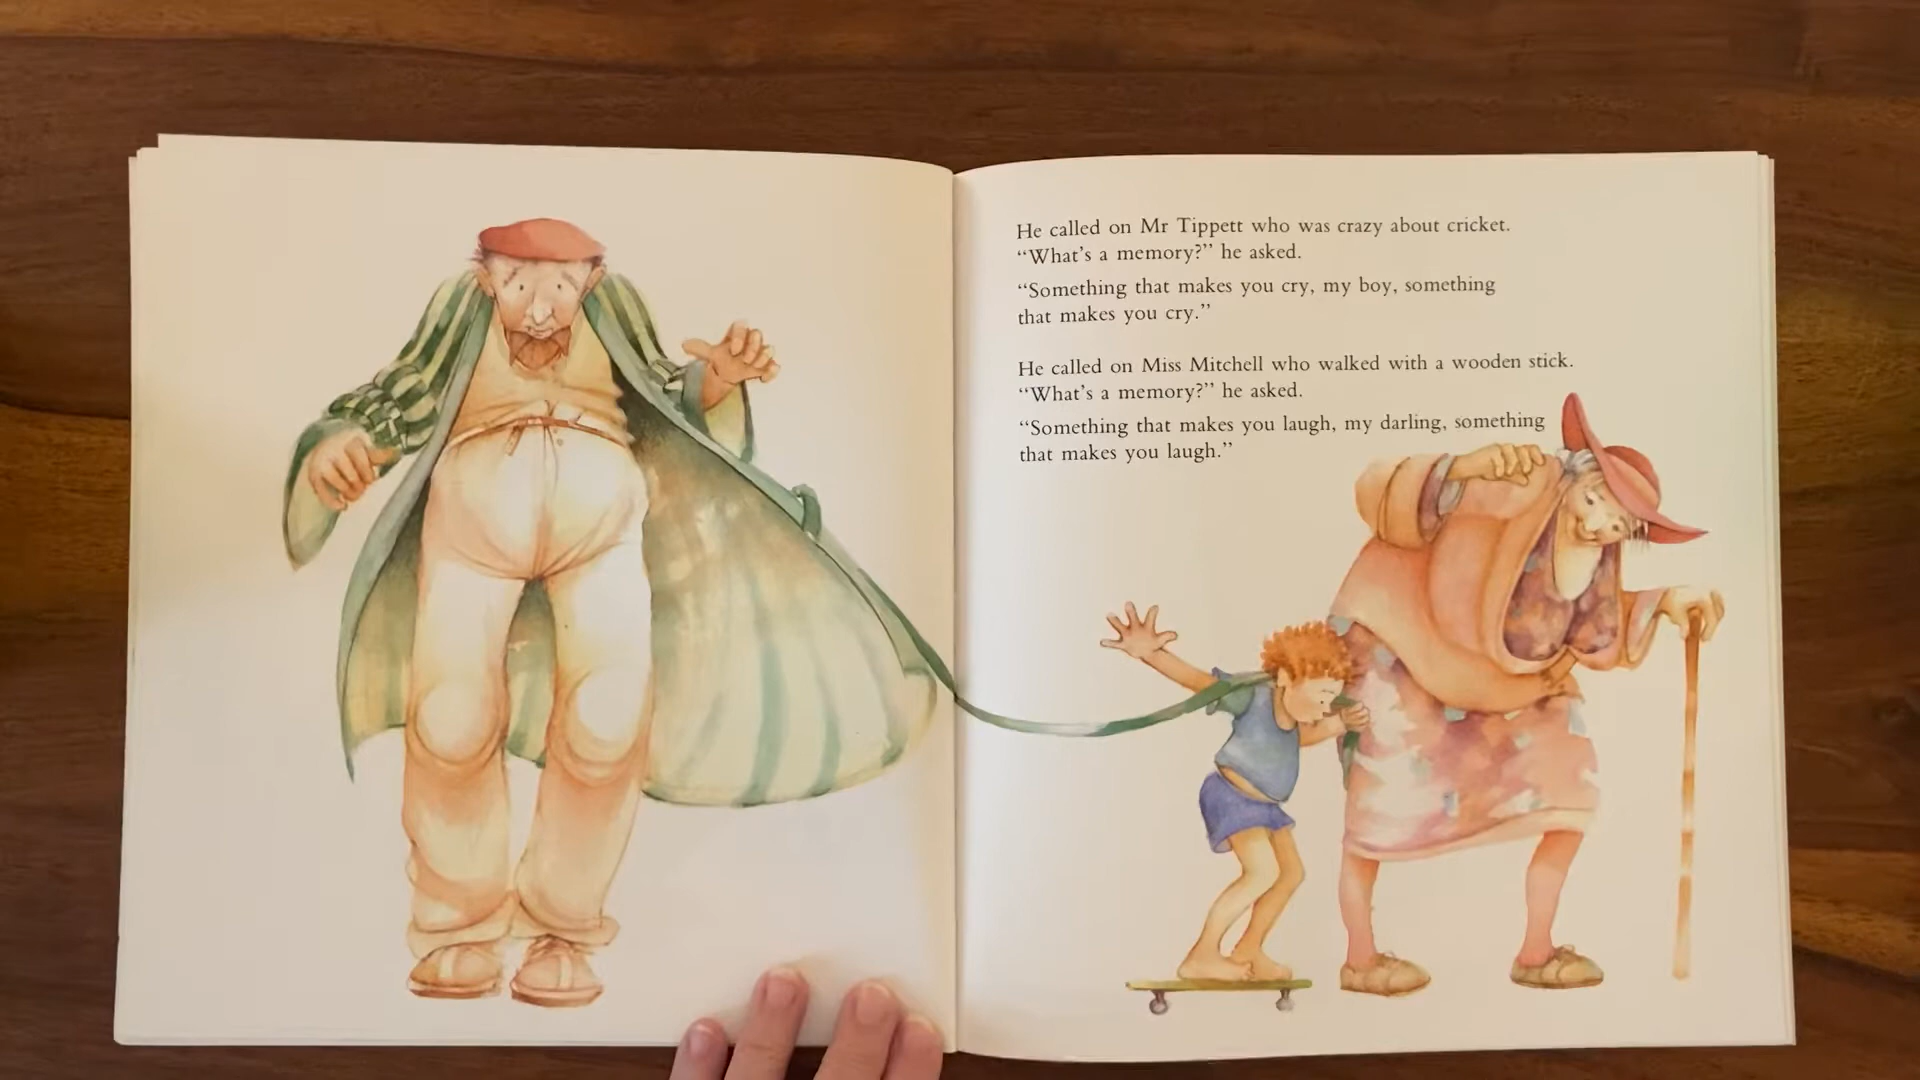 He called on Mr Tippett who was crazy about cricket.
“What’s a memory?” he asked.
“Something that makes you cry, my boy, something
that makes you cry.”
He called on Miss Mitchell who walked with a wooden stick.
“What’s a memory?” he asked.
“Something that makes you laugh, my darling, something
that makes you laugh.”